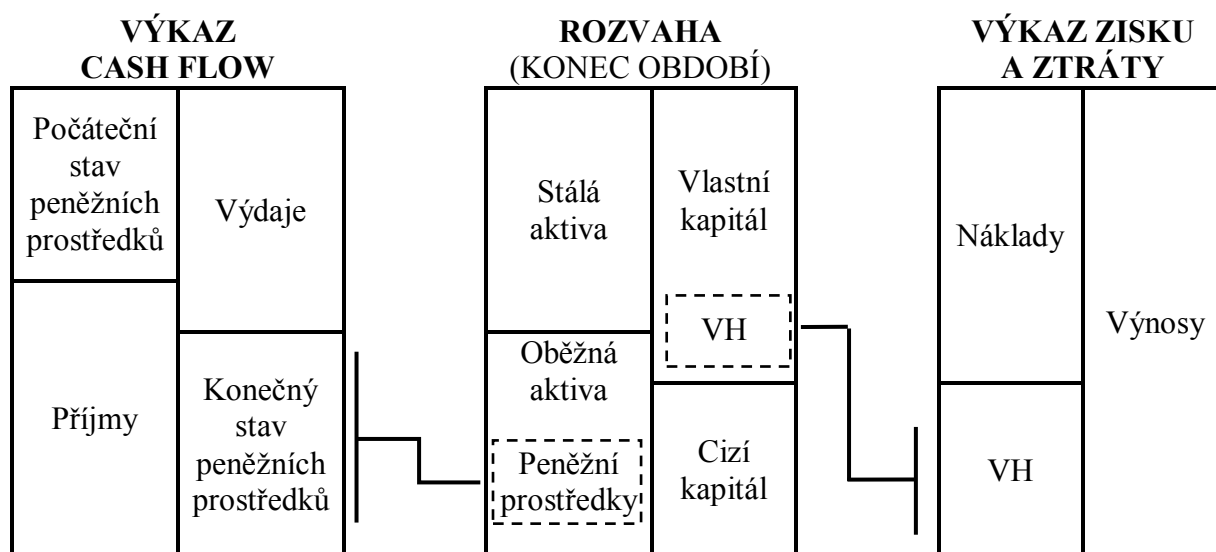 VÝKAZ
CASH FLOW
Počáteční
stav
peněžních
prostředků
Výdaje
Příjmy
Konečný
stav
peněžních
prostředků
ROZVAHA
(KONEC OBDOBÍ)
Stálá
aktiva
Vlastní
kapitál
VH
Oběžná
aktiva
Peněžní
prostředky
Cizí
kapitál
VÝKAZ ZISKU
A ZTRÁTY
Náklady
Výnosy
VH